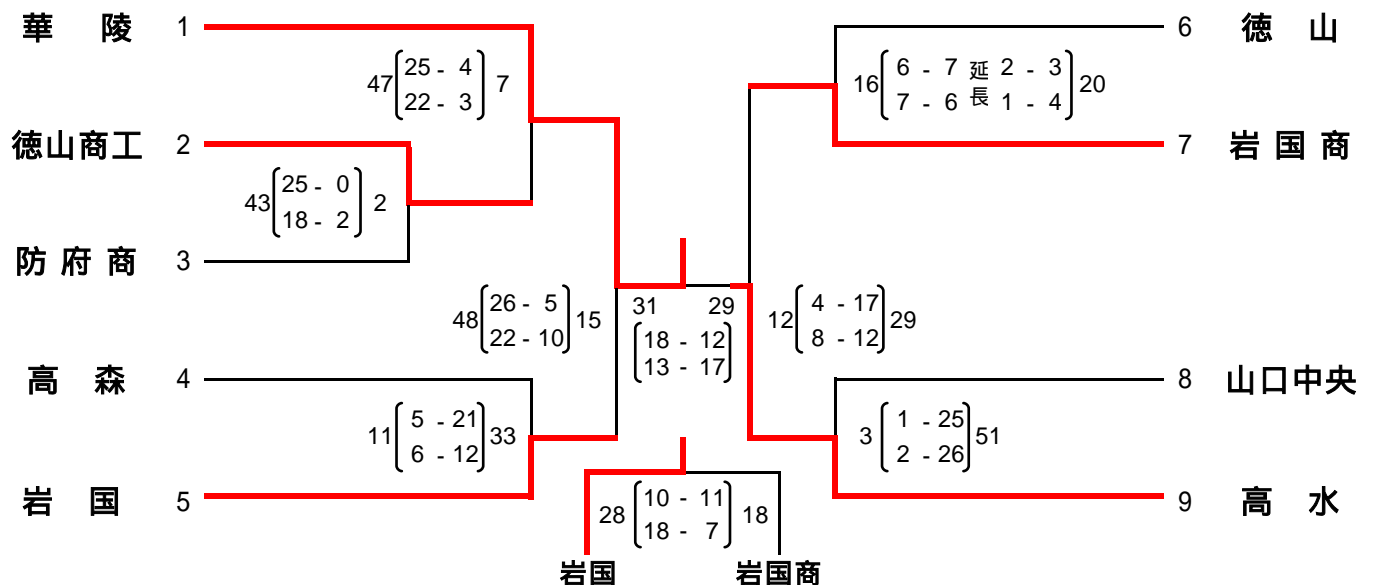 華 陵 1
47 25 - 4 7
22 - 3
徳山商工 2
43 25 - 0 2
18 - 2
防府商 3
48 26 - 5 15
22 - 10
高 森 4
11 5 - 21 33
6 - 12
岩 国 5
31 29
18 - 12
13 - 17
28 10 - 11 18
18 - 7
岩国 岩国商
6 徳 山
16 6 - 7 延 2 - 3 20
7 - 6 長 1 - 4
7 岩国商
12 4 - 17 29
8 - 12
8 山口中央
3 1 - 25 51
2 - 26
9 高 水